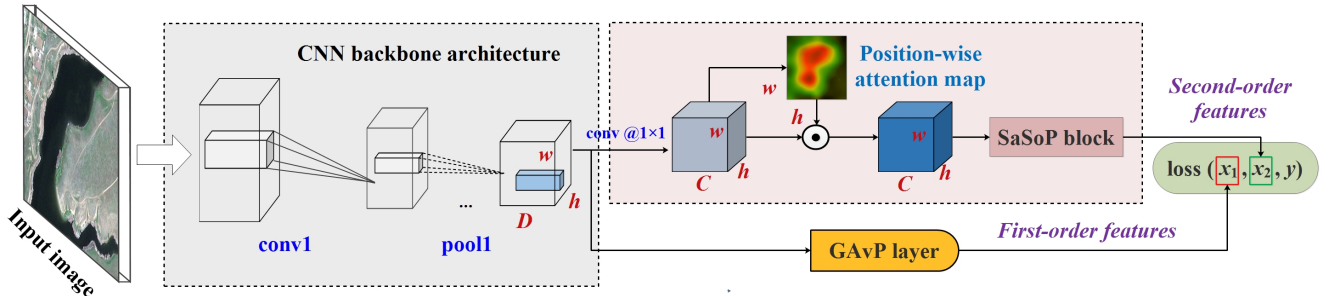 Input image
CNN backbone architecture
conv1
pool1
...
w
h
D
conv @1×1
w
h
C
w
h
Position-wise
attention map
w
h
C
SaSoP block
Second-order
features
loss (x₁, x₂, y)
GAvP layer
First-order features